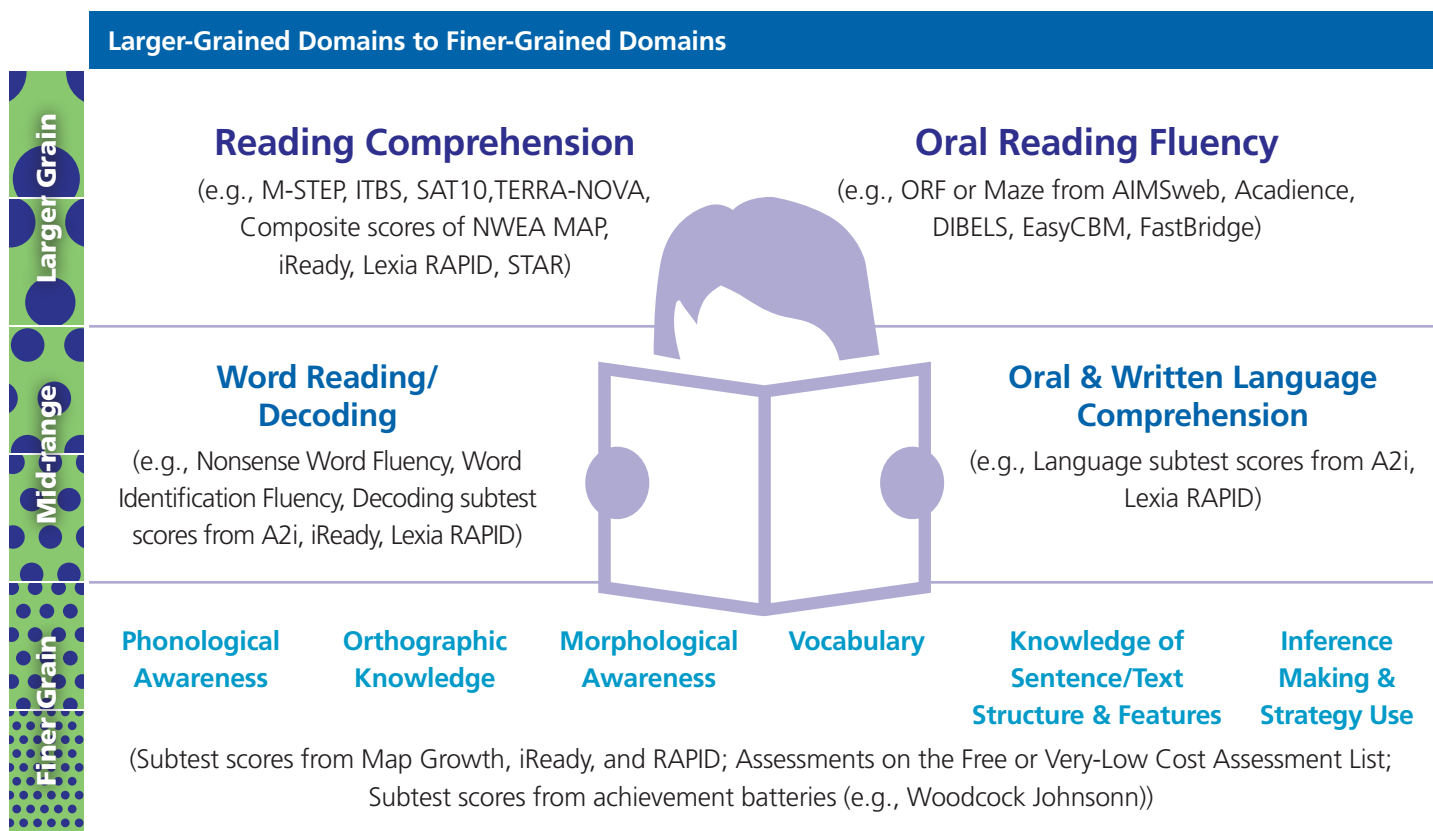 Larger-Grained Domains to Finer-Grained Domains
Larger Grain
Reading Comprehension
(e.g., M-STEP, ITBS, SAT10,TERRA-NOVA,
Composite scores of NWEA MAP,
iReady, Lexia RAPID, STAR)
Oral Reading Fluency
(e.g., ORF or Maze from AIMSweb, Acadience,
DIBELS, EasyCBM, FastBridge)
Mid-range
Word Reading/
Decoding
(e.g., Nonsense Word Fluency, Word
Identification Fluency, Decoding subtest
scores from A2i, iReady, Lexia RAPID)
Oral & Written Language
Comprehension
(e.g., Language subtest scores from A2i,
Lexia RAPID)
Finer Grain
Phonological
Awareness
Orthographic
Knowledge
Morphological
Awareness
Vocabulary
Knowledge of
Sentence/Text
Structure & Features
Inference
Making &
Strategy Use
(Subtest scores from Map Growth, iReady, and RAPID; Assessments on the Free or Very-Low Cost Assessment List;
Subtest scores from achievement batteries (e.g., Woodcock Johnsonn))